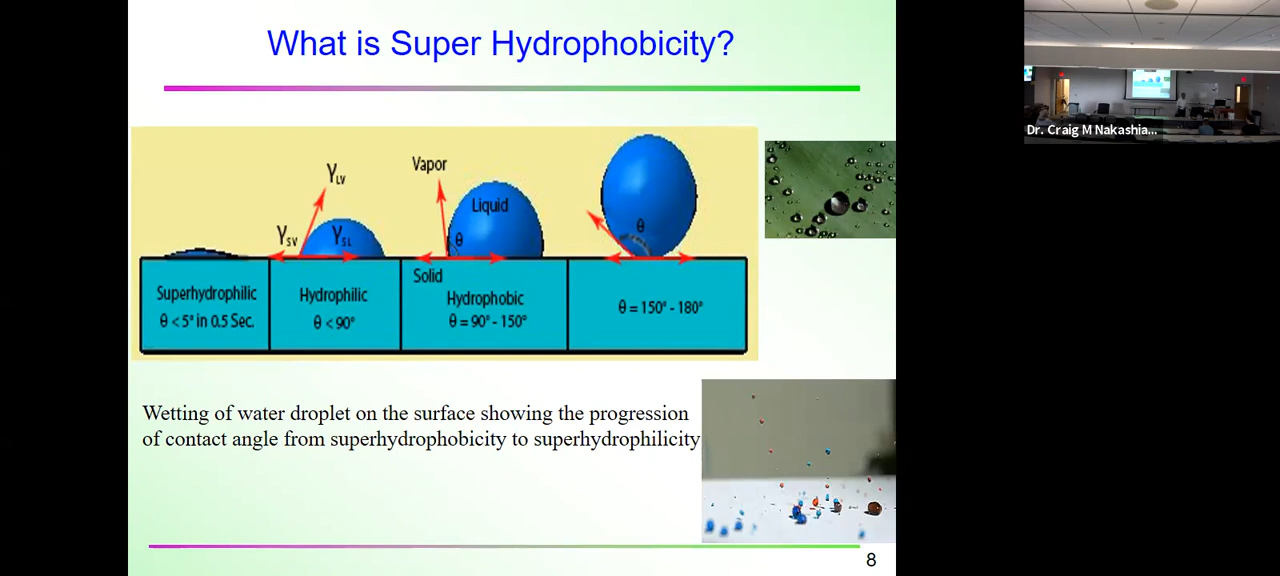 What is Super Hydrophobicity?
Dr. Craig M Nakashia...
γLV
Vapor
Liquid
γSV
γSL
θ
θ
Solid
Superhydrophilic
θ < 5° in 0.5 Sec.
Hydrophilic
θ < 90°
Hydrophobic
θ = 90° - 150°
θ = 150° - 180°
Wetting of water droplet on the surface showing the progression
of contact angle from superhydrophobicity to superhydrophilicity
8